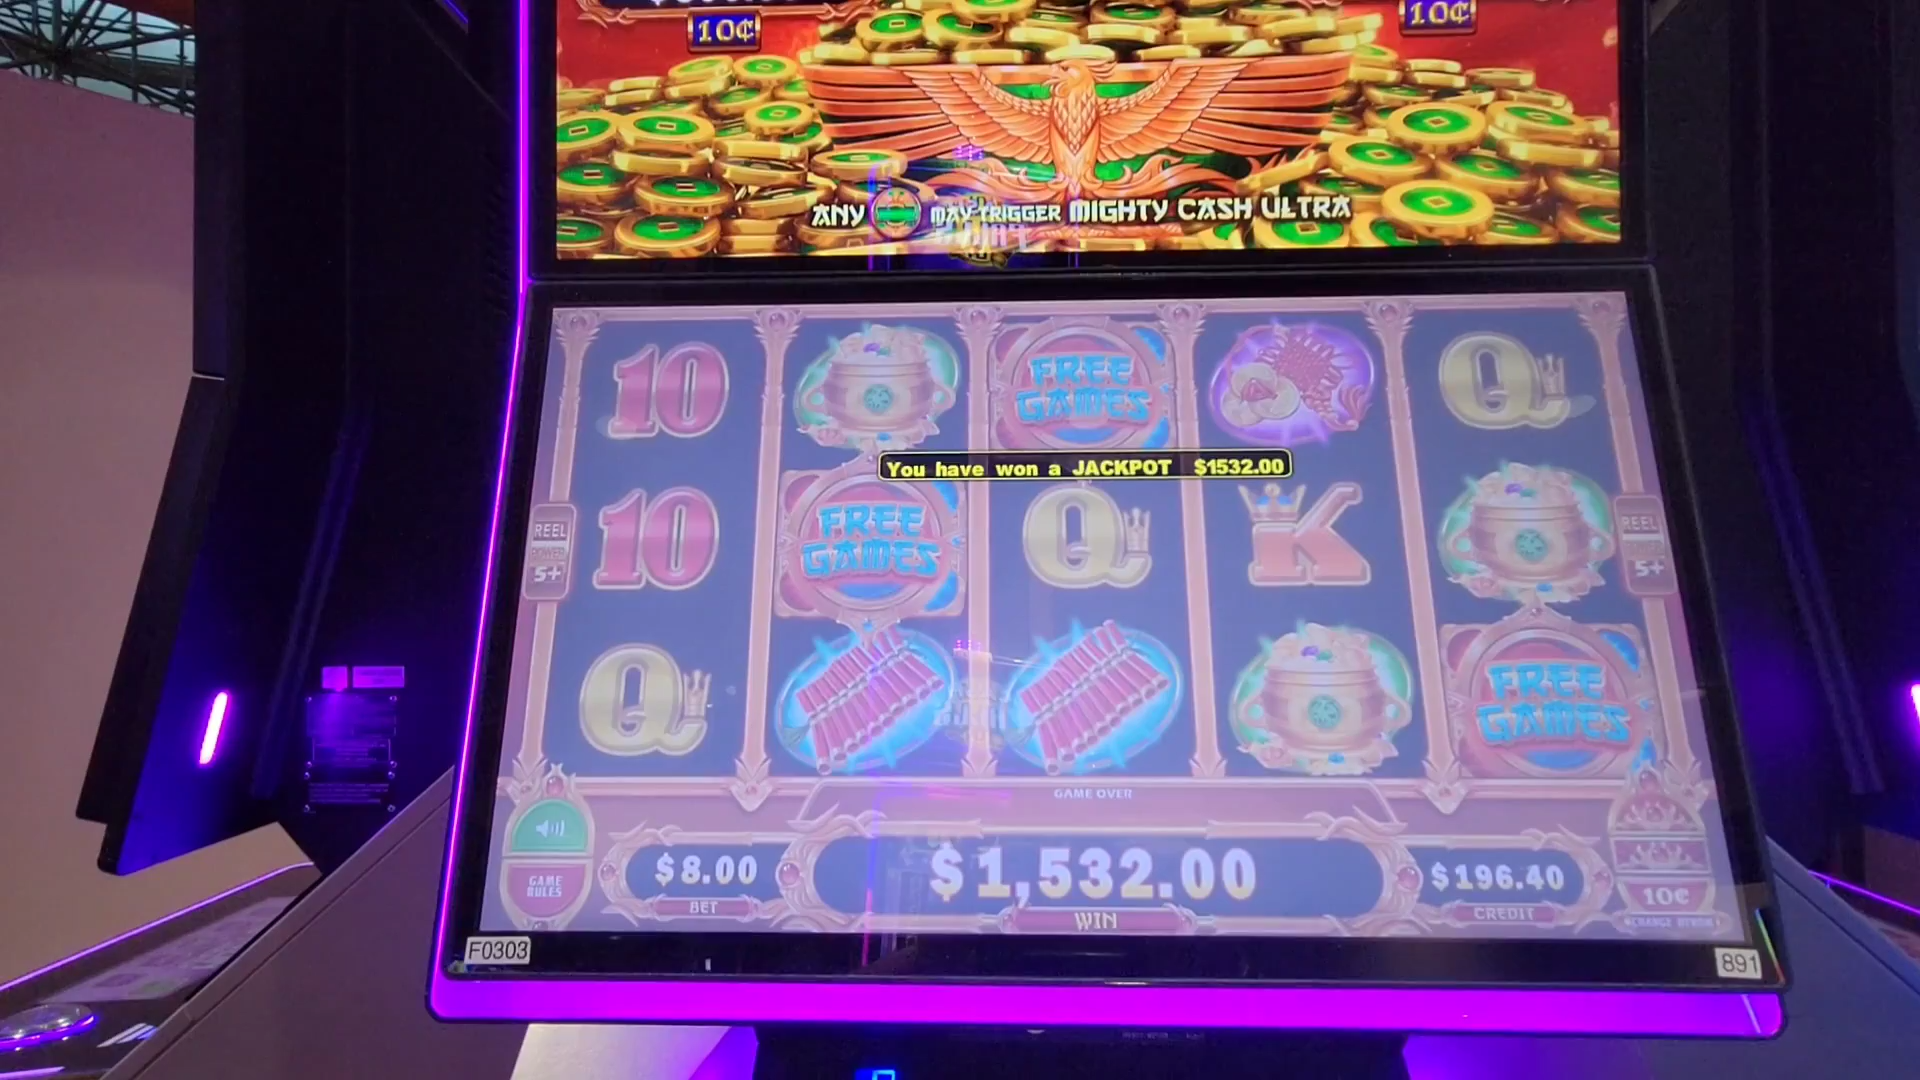 10¢
10¢
ANY MAY TRIGGER MIGHTY CASH ULTRA
10
FREE GAMES
Q
You have won a JACKPOT $1532.00
10
FREE GAMES
Q
K
REEL
POWER
5+
REEL
5+
Q
FREE GAMES
GAME OVER
$8.00
BET
$1,532.00
WIN
$196.40
CREDIT
GAME RULES
10¢
F0303
891